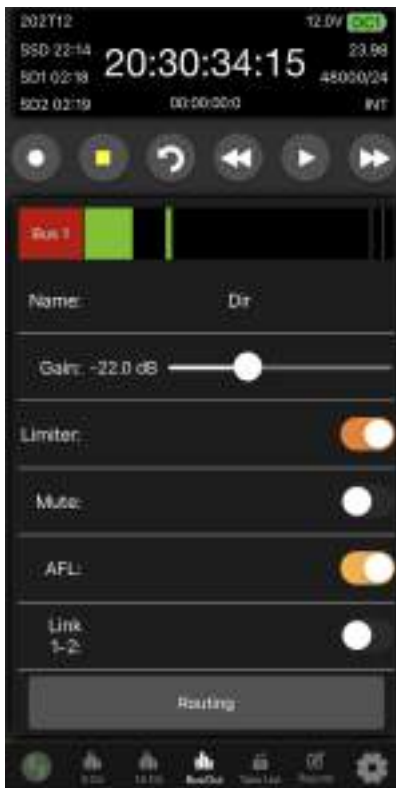 202T12
12.0V DC1
SSD 22:14
20:30:34:15
23.98
SD1 02:18
48000/24
SD2 02:19
00:00:00:0
INT
Bus 1
Name:
Dir
Gain: -22.0 dB
Limiter:
Mute:
AFL:
Link
1-2:
Routing
Bus/Out